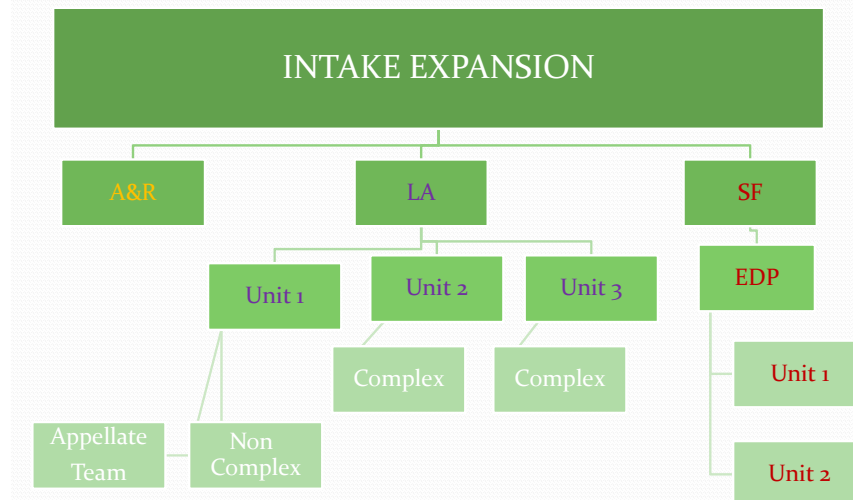 INTAKE EXPANSION
A&R
LA
SF
Unit 1
Unit 2
Unit 3
EDP
Complex
Complex
Unit 1
Appellate
Team
Non
Complex
Unit 2